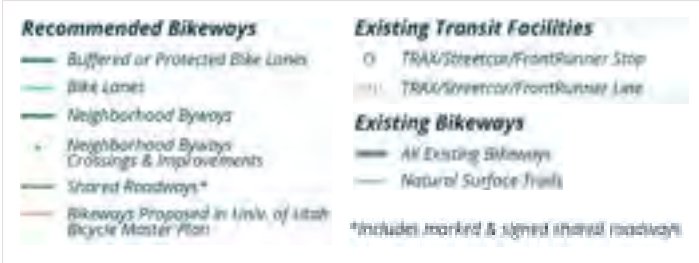 Recommended Bikeways
Buffered or Protected Bike Lanes
Bike Lanes
Neighborhood Byways
Neighborhood Byways
Crossings & Improvements
Shared Roadways*
Bikeways Proposed in Univ. of Utah
Bicycle Master Plan
Existing Transit Facilities
TRAX/Streetcar/FrontRunner Stop
TRAX/Streetcar/FrontRunner Line
Existing Bikeways
All Existing Bikeways
Natural Surface Trails
*Includes marked & signed shared roadways